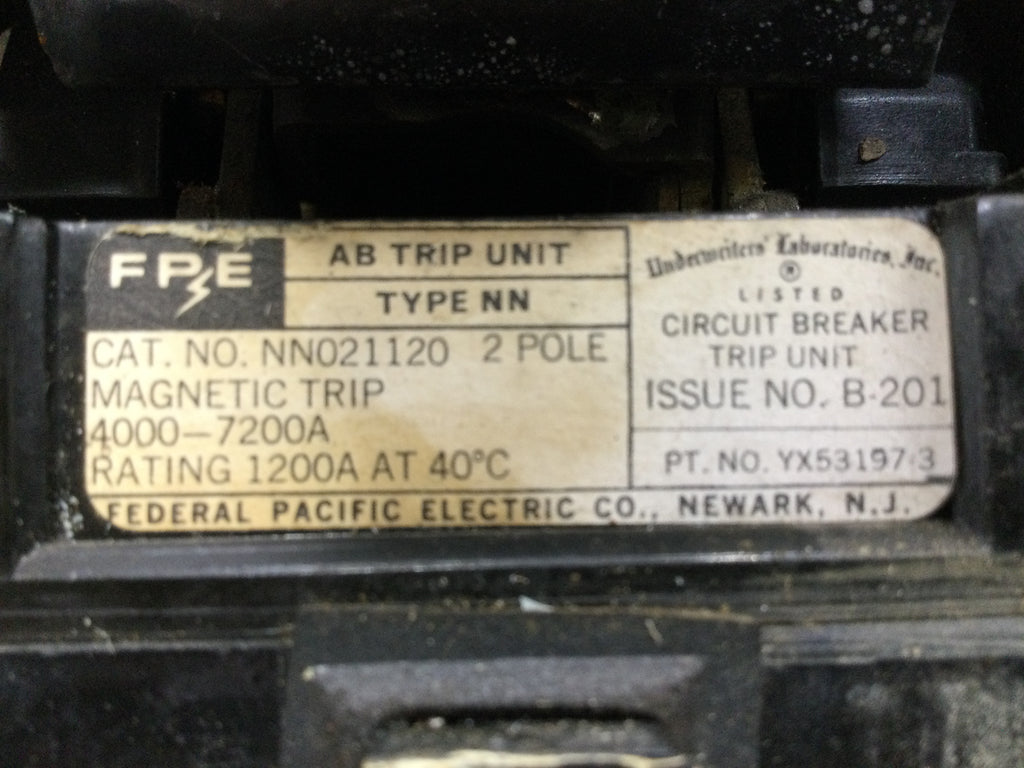 FPE
AB TRIP UNIT
TYPE NN
CAT. NO. NN021120 2 POLE
MAGNETIC TRIP
4000-7200A
RATING 1200A AT 40°C
Underwriters' Laboratories, Inc.
®
LISTED
CIRCUIT BREAKER
TRIP UNIT
ISSUE NO. B-201
PT. NO. YX53197-3
FEDERAL PACIFIC ELECTRIC CO., NEWARK, N.J.